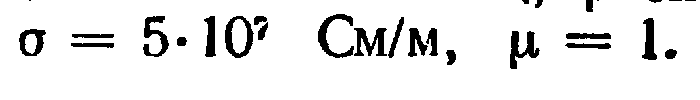 σ = 5·10⁷ См/м, μ = 1.